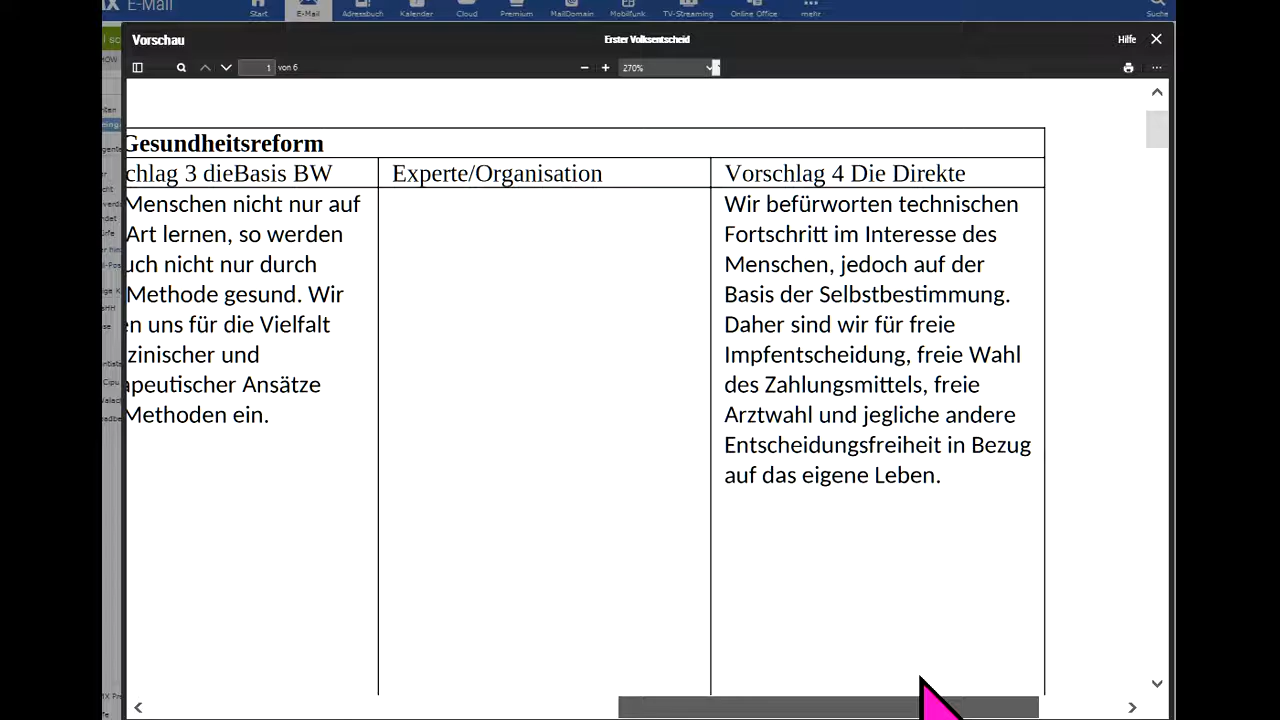 E-Mail
Start E-Mail Adressbuch Kalender Cloud Premium MailDomain Mobilfunk TV-Streaming Online Office mehr Suche
Vorschau Erster Volksentscheid Hilfe
1 von 6 270%
Gesundheitsreform
chlag 3 dieBasis BW Experte/Organisation Vorschlag 4 Die Direkte
Menschen nicht nur auf
Art lernen, so werden
uch nicht nur durch
Methode gesund. Wir
en uns für die Vielfalt
zinischer und
apeutischer Ansätze
Methoden ein.
Wir befürworten technischen
Fortschritt im Interesse des
Menschen, jedoch auf der
Basis der Selbstbestimmung.
Daher sind wir für freie
Impfentscheidung, freie Wahl
des Zahlungsmittels, freie
Arztwahl und jegliche andere
Entscheidungsfreiheit in Bezug
auf das eigene Leben.